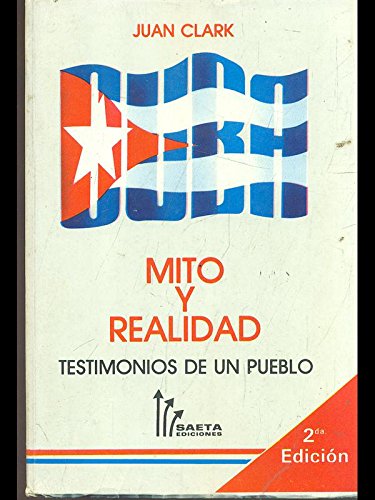 JUAN CLARK
CUBA
MITO
Y
REALIDAD
TESTIMONIOS DE UN PUEBLO
SAETA
EDICIONES
2da.
Edición